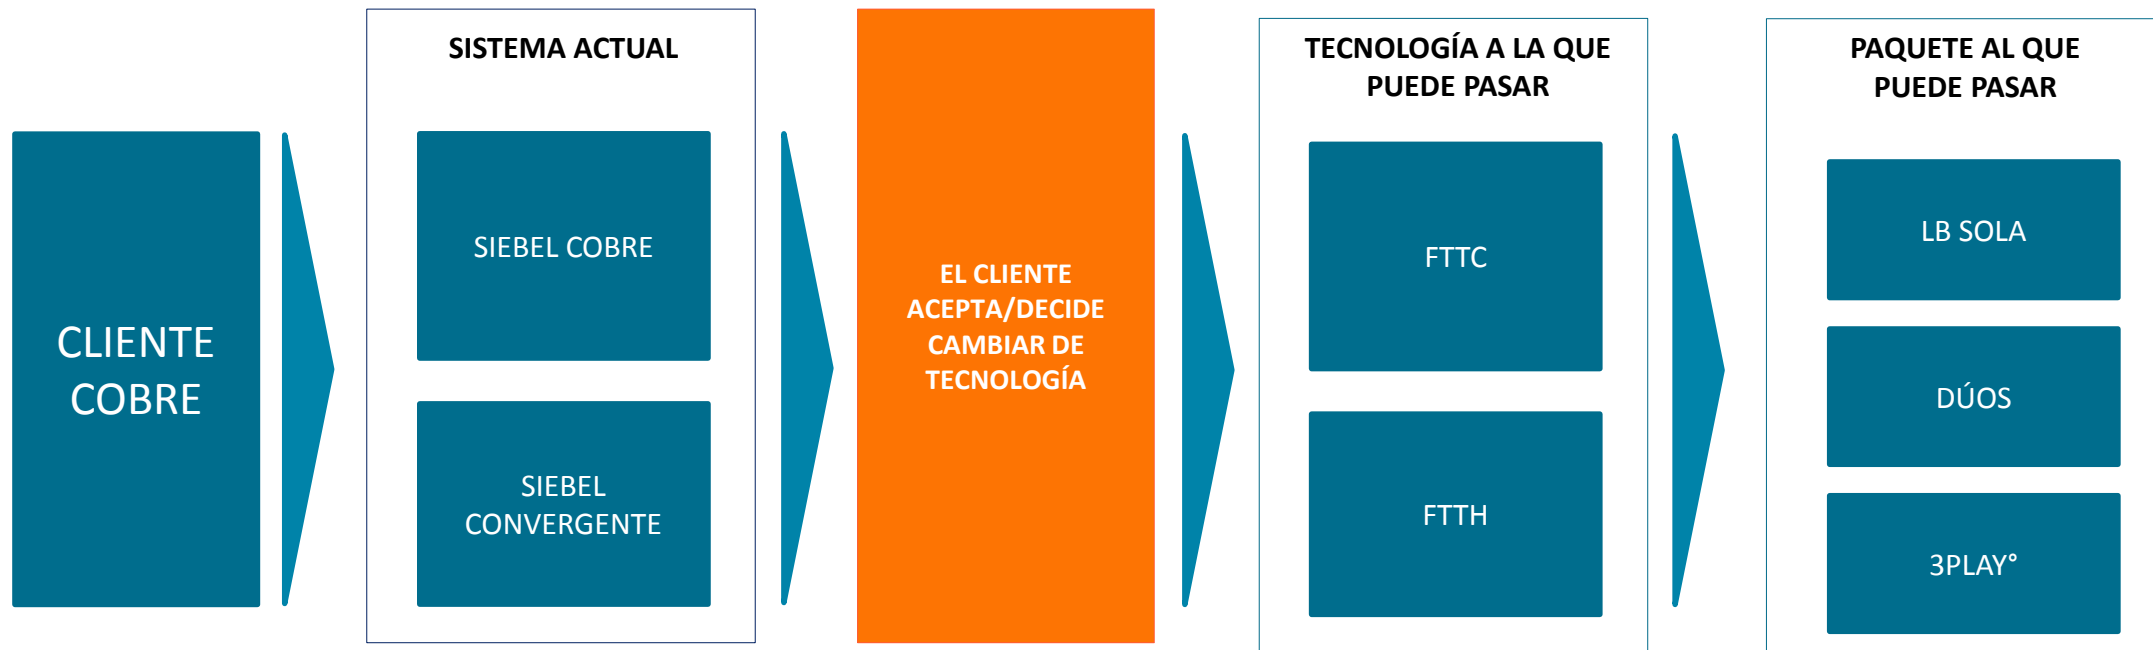 CLIENTE
COBRE
SISTEMA ACTUAL
SIEBEL COBRE
SIEBEL
CONVERGENTE
EL CLIENTE
ACEPTA/DECIDE
CAMBIAR DE
TECNOLOGÍA
TECNOLOGÍA A LA QUE
PUEDE PASAR
FTTC
FTTH
PAQUETE AL QUE
PUEDE PASAR
LB SOLA
DÚOS
3PLAY°